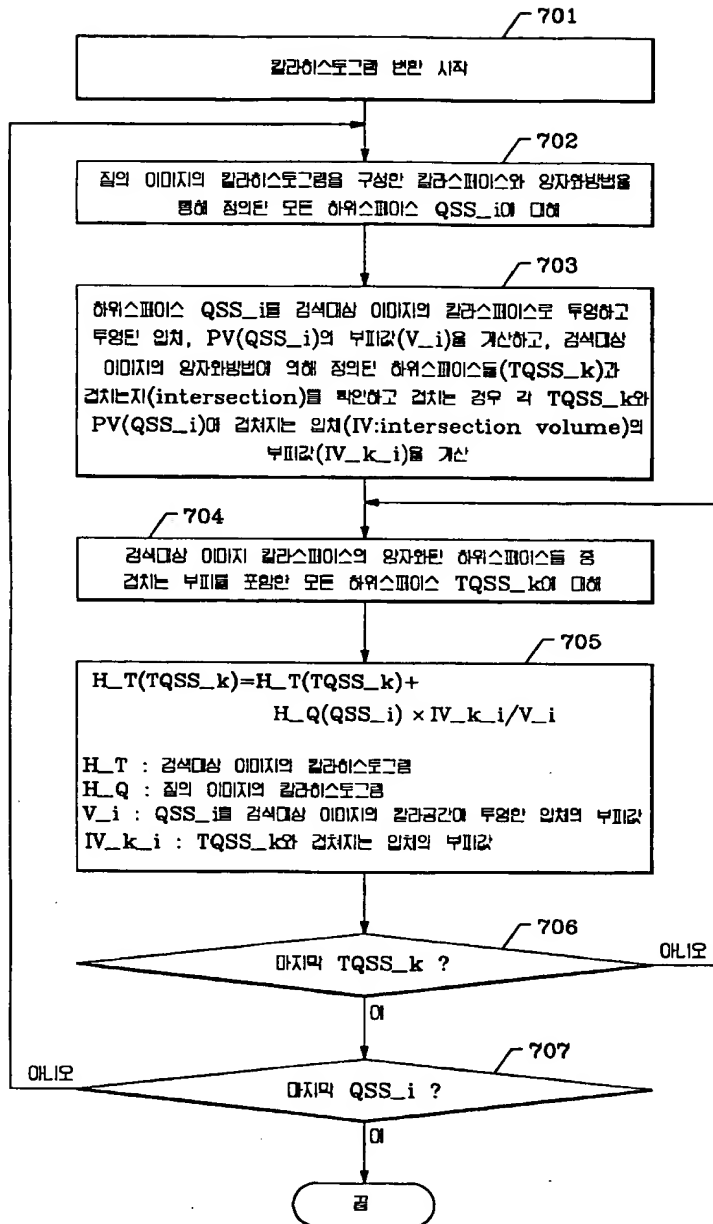 701
칼라히스토그램 변환 시작
702
질의 이미지의 칼라히스토그램을 구성한 칼라스페이스와 양자화방법을
통해 정의된 모든 하위스페이스 QSS_i에 대해
703
하위스페이스 QSS_i를 검색대상 이미지의 칼라스페이스로 투영하고
투영된 입체, PV(QSS_i)의 부피값(V_i)을 계산하고, 검색대상
이미지의 양자화방법에 의해 정의된 하위스페이스들(TQSS_k)과
겹치는지(intersection)를 확인하고 겹치는 경우 각 TQSS_k와
PV(QSS_i)에 겹쳐지는 입체(IV:intersection volume)의
부피값(IV_k_i)을 계산
704
검색대상 이미지 칼라스페이스의 양자화된 하위스페이스들 중
겹치는 부피를 포함한 모든 하위스페이스 TQSS_k에 대해
705
H_T(TQSS_k)=H_T(TQSS_k)+
H_Q(QSS_i) × IV_k_i/V_i
H_T : 검색대상 이미지의 칼라히스토그램
H_Q : 질의 이미지의 칼라히스토그램
V_i : QSS_i를 검색대상 이미지의 칼라공간에 투영한 입체의 부피값
IV_k_i : TQSS_k와 겹쳐지는 입체의 부피값
706
마지막 TQSS_k ?
아니오
예
707
아니오
마지막 QSS_i ?
예
끝